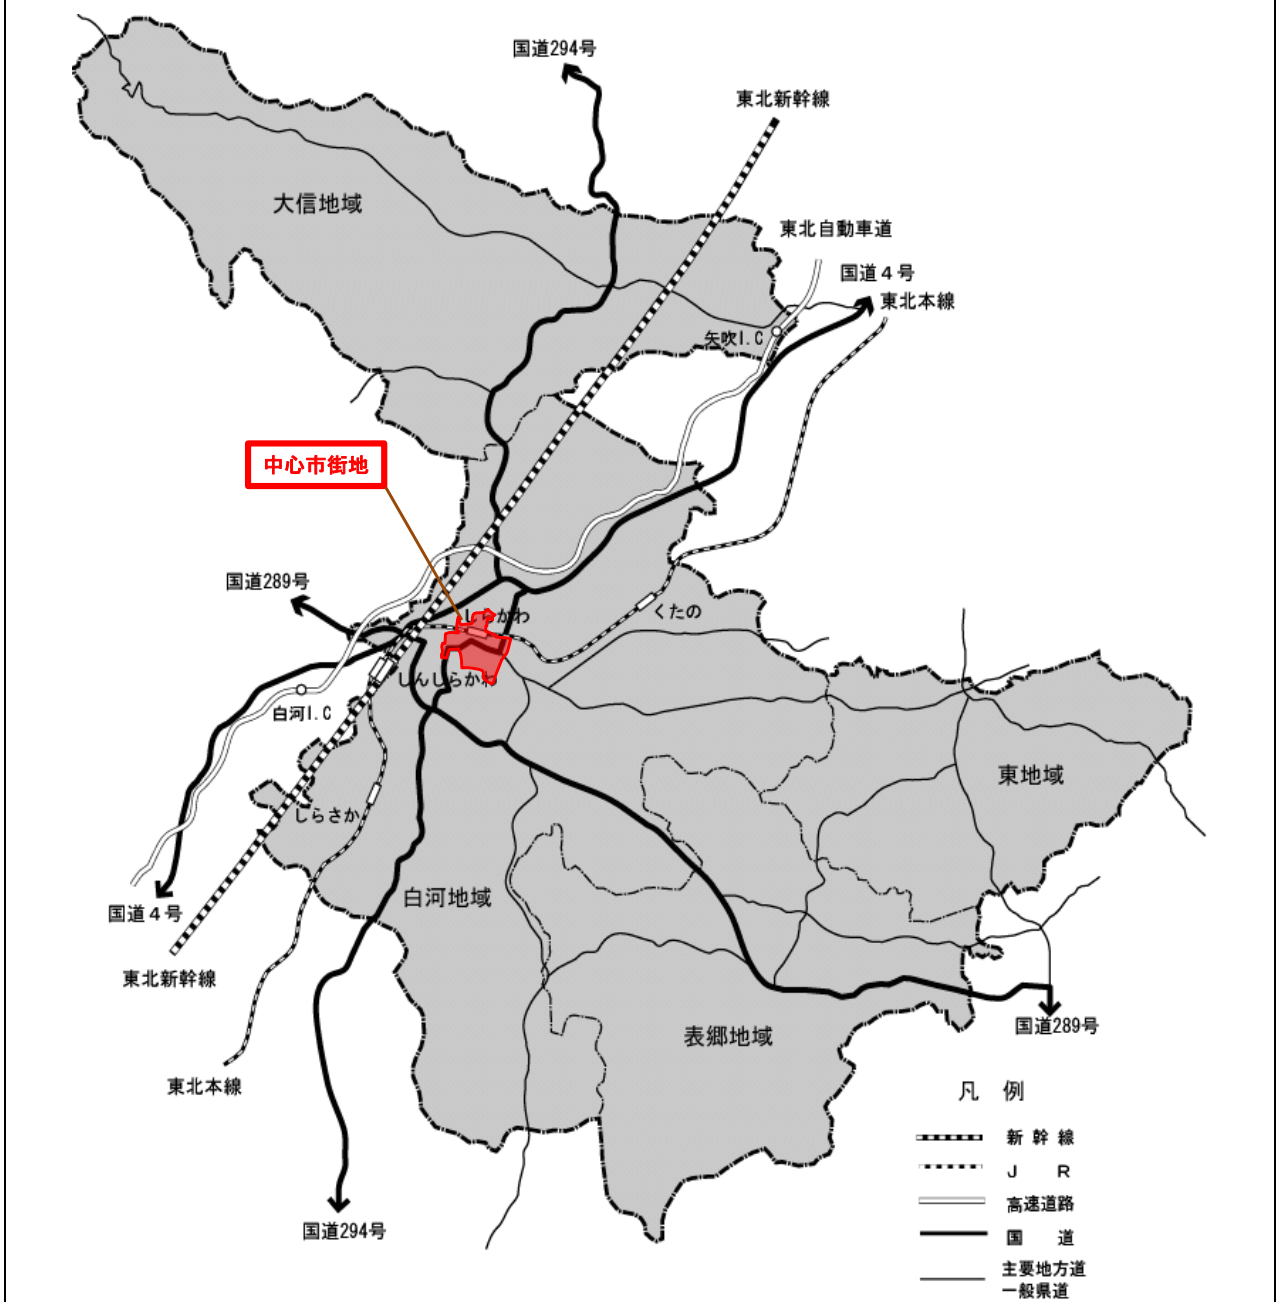 国道294号
東北新幹線
大信地域
東北自動車道
国道４号
東北本線
矢吹I.C
中心市街地
国道289号
しらかわ
くたの
しんしらかわ
白河I.C
東地域
しらさか
白河地域
国道４号
東北新幹線
表郷地域
国道289号
東北本線
国道294号
凡 例
新 幹 線
Ｊ Ｒ
高速道路
国 道
主要地方道
一般県道